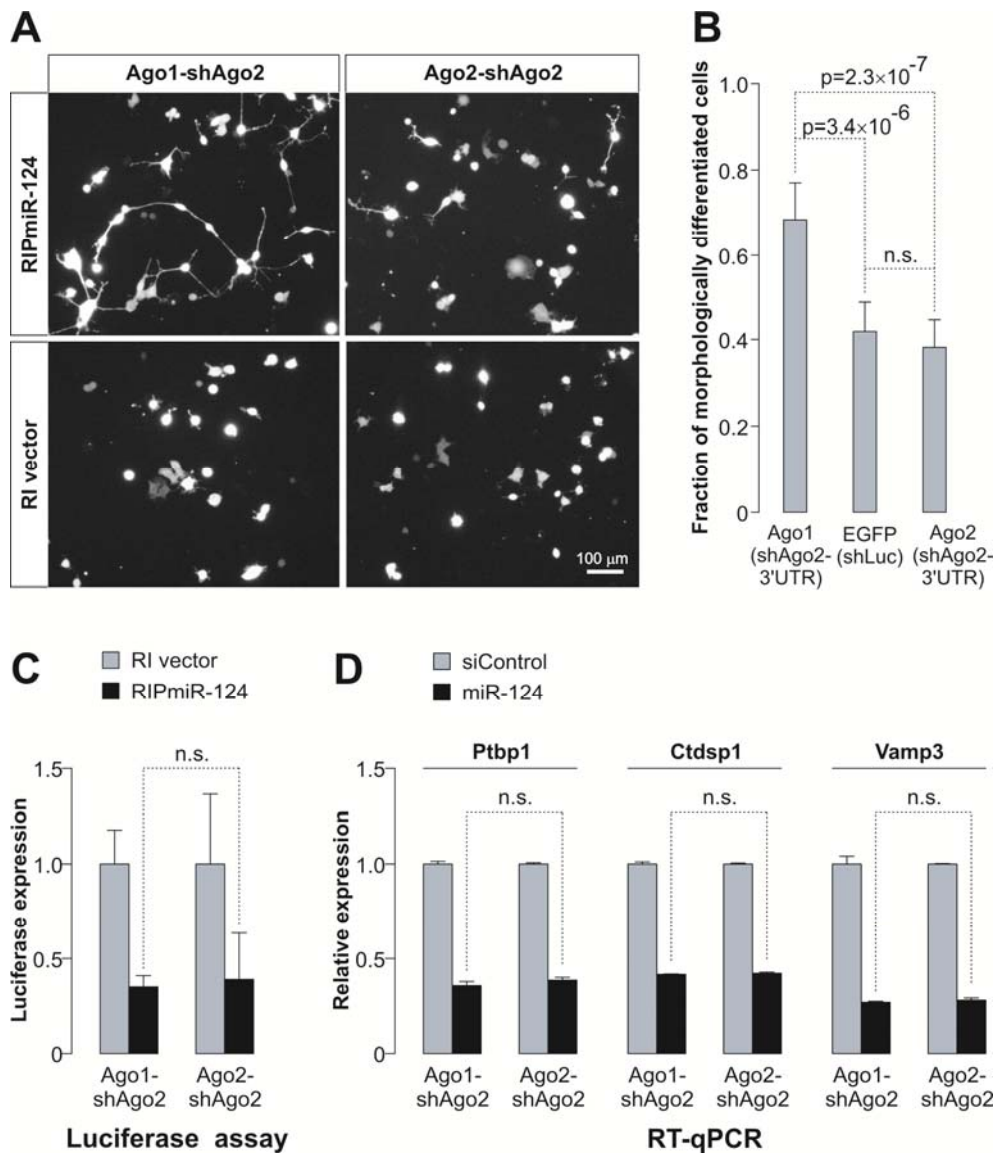 A
Ago1-shAgo2
Ago2-shAgo2
RIPmiR-124
RI vector
100 μm
B
Fraction of morphologically differentiated cells
1.0
0.8
0.6
0.4
0.2
0
p=2.3×10-7
p=3.4×10-6
n.s.
Ago1
(shAgo2-
3'UTR)
EGFP
(shLuc)
Ago2
(shAgo2-
3'UTR)
C
RI vector
RIPmiR-124
Luciferase expression
1.5
1.0
0.5
0
n.s.
Ago1-
shAgo2
Ago2-
shAgo2
Luciferase assay
D
siControl
miR-124
Relative expression
1.5
1.0
0.5
0
Ptbp1
Ctdsp1
Vamp3
n.s.
n.s.
n.s.
Ago1-
shAgo2
Ago2-
shAgo2
Ago1-
shAgo2
Ago2-
shAgo2
Ago1-
shAgo2
Ago2-
shAgo2
RT-qPCR